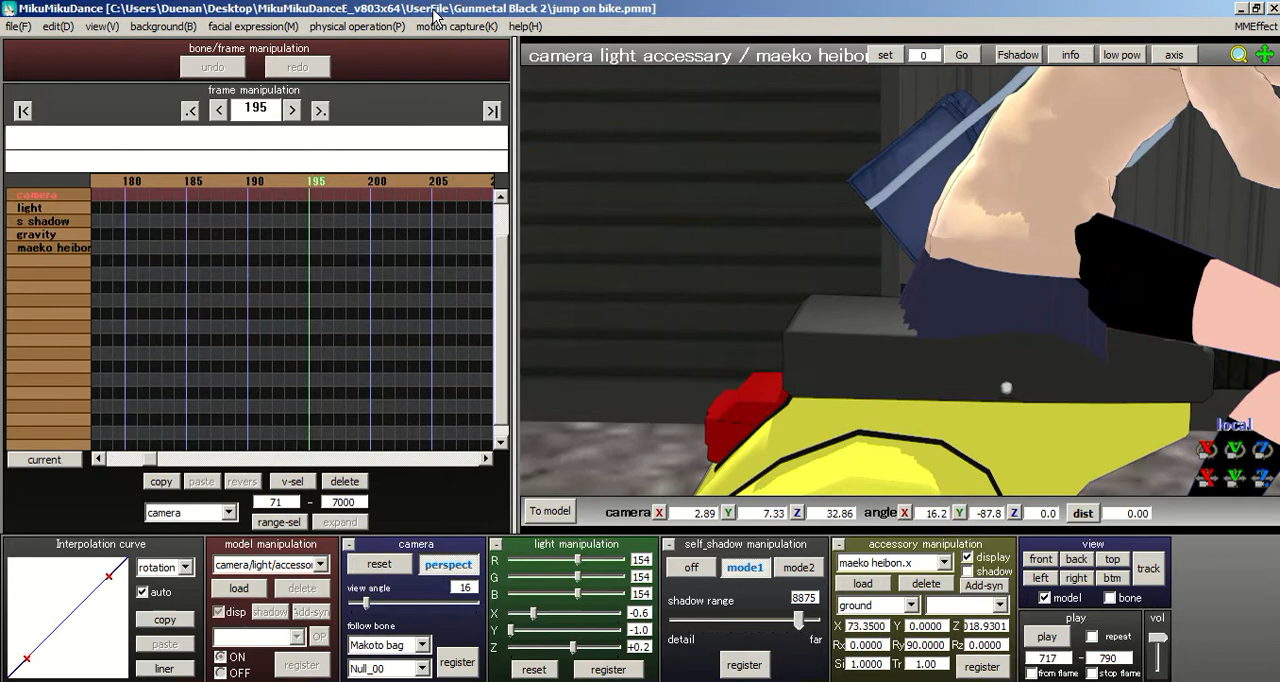 MikuMikuDance [C:\Users\Duenan\Desktop\MikuMikuDanceE_v803x64\UserFile\Gunmetal Black 2\jump on bike.pmm]
file(F) edit(D) view(V) background(B) facial expression(M) physical operation(P) motion capture(K) help(H) MMEffect
bone/frame manipulation
undo redo
frame manipulation
|< .< < 195 > >. >|
180 185 190 195 200 205 2
camera
light
s shadow
gravity
maeko heibor
current
copy paste revers v-sel delete
camera 71 - 7000
range-sel expand
camera light accessary / maeko heibor set 0 Go Fshadow info low pow axis
local
X Y Z
X Y Z
To model camera X 2.89 Y 7.33 Z 32.86 angle X 16.2 Y -87.8 Z 0.0 dist 0.00
Interpolation curve
rotation
auto
copy
paste
liner
model manipulation
camera/light/accessor
load delete
disp shadow Add-syn
OP
ON
OFF
register
camera
reset perspect
view angle 16
follow bone
Makoto bag
Null_00
register
light manipulation
R 154
G 154
B 154
X -0.6
Y -1.0
Z +0.2
reset register
self_shadow manipulation
off mode1 mode2
shadow range 8875
detail far
register
accessory manipulation
maeko heibon.x display
shadow
load delete Add-syn
ground
X 73.3500 Y 0.0000 Z 018.9301
Rx 0.0000 Ry 90.0000 Rz 0.0000
Si 1.0000 Tr 1.00 register
view
front back top
left right btm
track
model bone
play
play repeat
717 - 790
from flame stop flame
vol